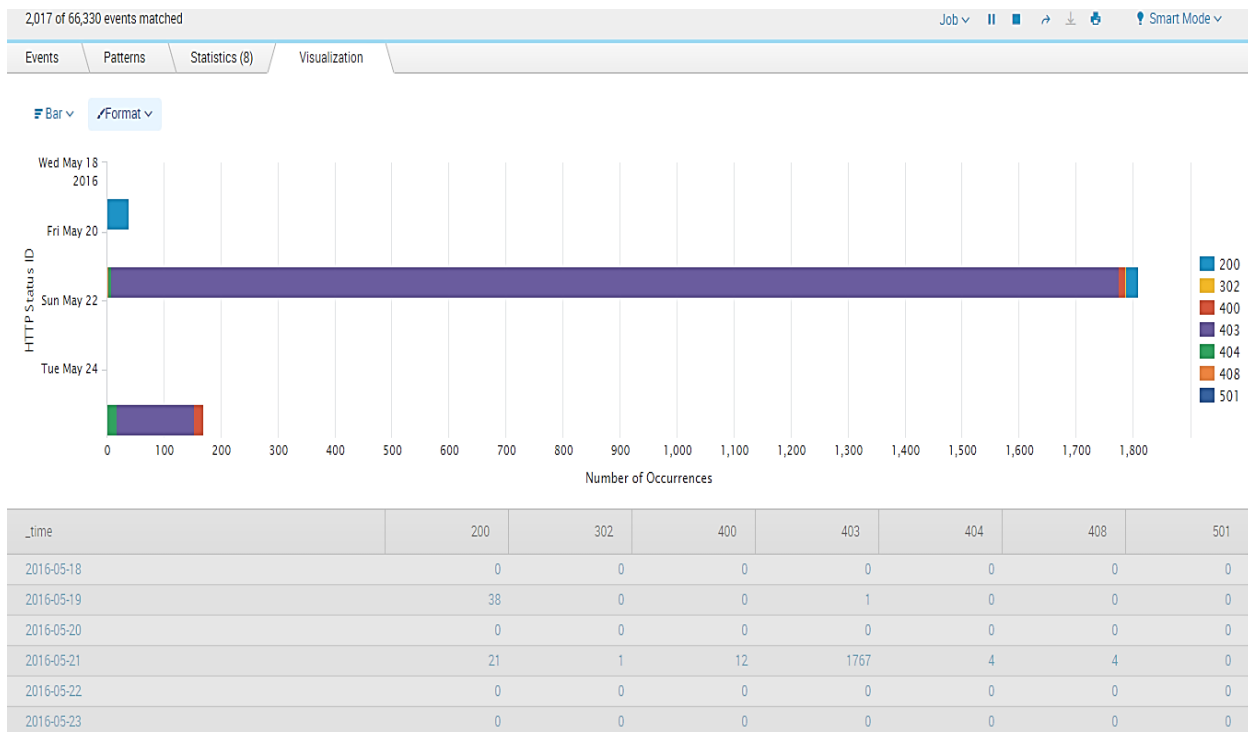 2,017 of 66,330 events matched
Job
Smart Mode
Events Patterns Statistics (8) Visualization
Bar Format
Wed May 18
2016
Fri May 20
Sun May 22
Tue May 24
HTTP Status ID
0 100 200 300 400 500 600 700 800 900 1,000 1,100 1,200 1,300 1,400 1,500 1,600 1,700 1,800
Number of Occurrences
200
302
400
403
404
408
501
_time 200 302 400 403 404 408 501
2016-05-18 0 0 0 0 0 0 0
2016-05-19 38 0 0 1 0 0 0
2016-05-20 0 0 0 0 0 0 0
2016-05-21 21 1 12 1767 4 4 0
2016-05-22 0 0 0 0 0 0 0
2016-05-23 0 0 0 0 0 0 0